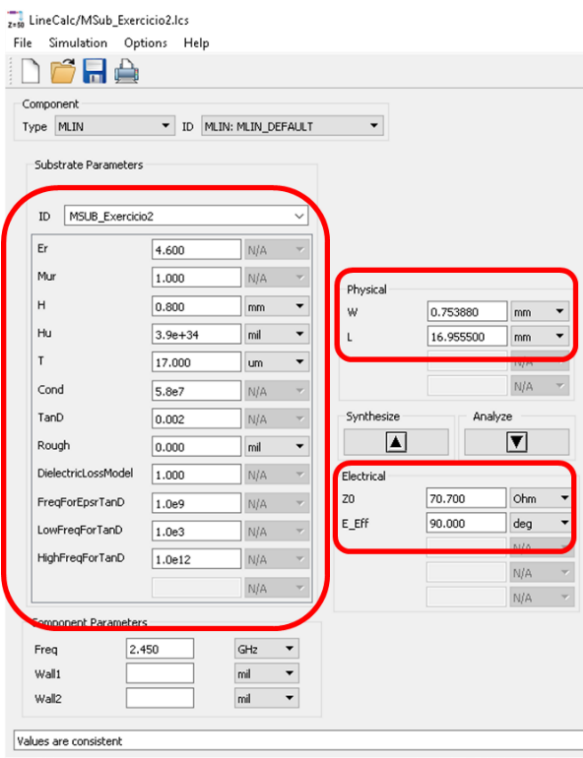 Z=50 LineCalc/MSub_Exercicio2.lcs
File Simulation Options Help
Component
Type MLIN ID MLIN: MLIN_DEFAULT
Substrate Parameters
ID MSUB_Exercicio2
Er 4.600 N/A
Mur 1.000 N/A
H 0.800 mm
Hu 3.9e+34 mil
T 17.000 um
Cond 5.8e7 N/A
TanD 0.002 N/A
Rough 0.000 mil
DielectricLossModel 1.000 N/A
FreqForEpsrTanD 1.0e9 N/A
LowFreqForTanD 1.0e3 N/A
HighFreqForTanD 1.0e12 N/A
N/A
Physical
W 0.753880 mm
L 16.955500 mm
N/A
N/A
Synthesize Analyze
Electrical
Z0 70.700 Ohm
E_Eff 90.000 deg
N/A
N/A
N/A
Component Parameters
Freq 2.450 GHz
Wall1 mil
Wall2 mil
Values are consistent